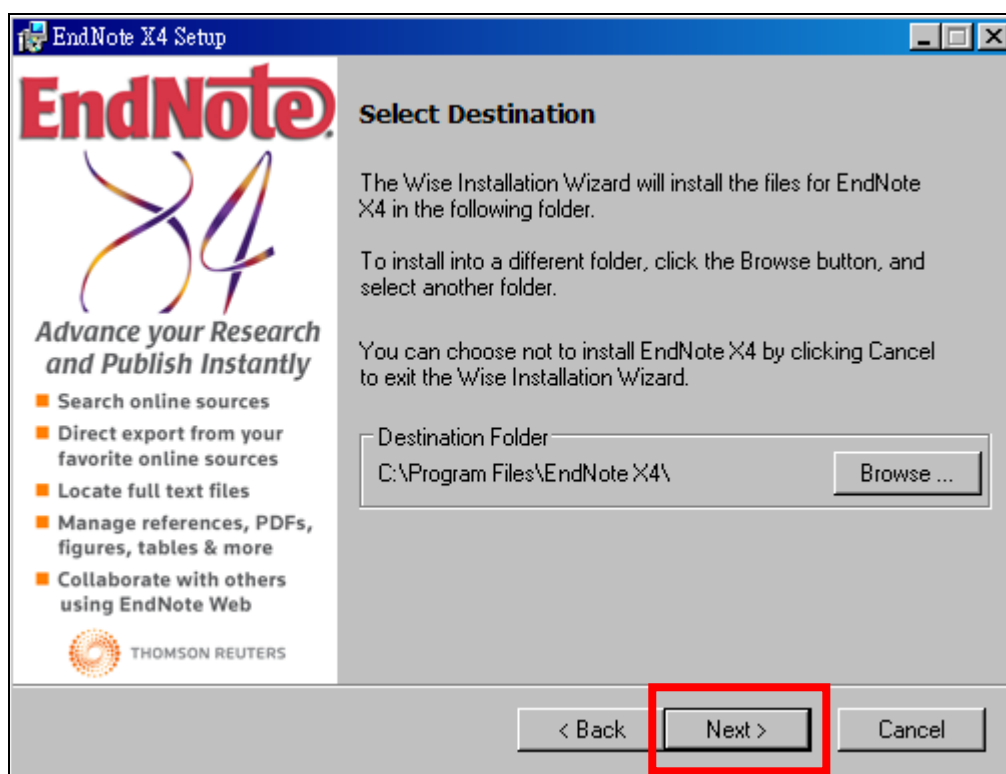 EndNote X4 Setup
EndNote
X4
Advance your Research
and Publish Instantly
Search online sources
Direct export from your
favorite online sources
Locate full text files
Manage references, PDFs,
figures, tables & more
Collaborate with others
using EndNote Web
THOMSON REUTERS
Select Destination
The Wise Installation Wizard will install the files for EndNote
X4 in the following folder.
To install into a different folder, click the Browse button, and
select another folder.
You can choose not to install EndNote X4 by clicking Cancel
to exit the Wise Installation Wizard.
Destination Folder
C:\Program Files\EndNote X4\
Browse ...
< Back
Next >
Cancel